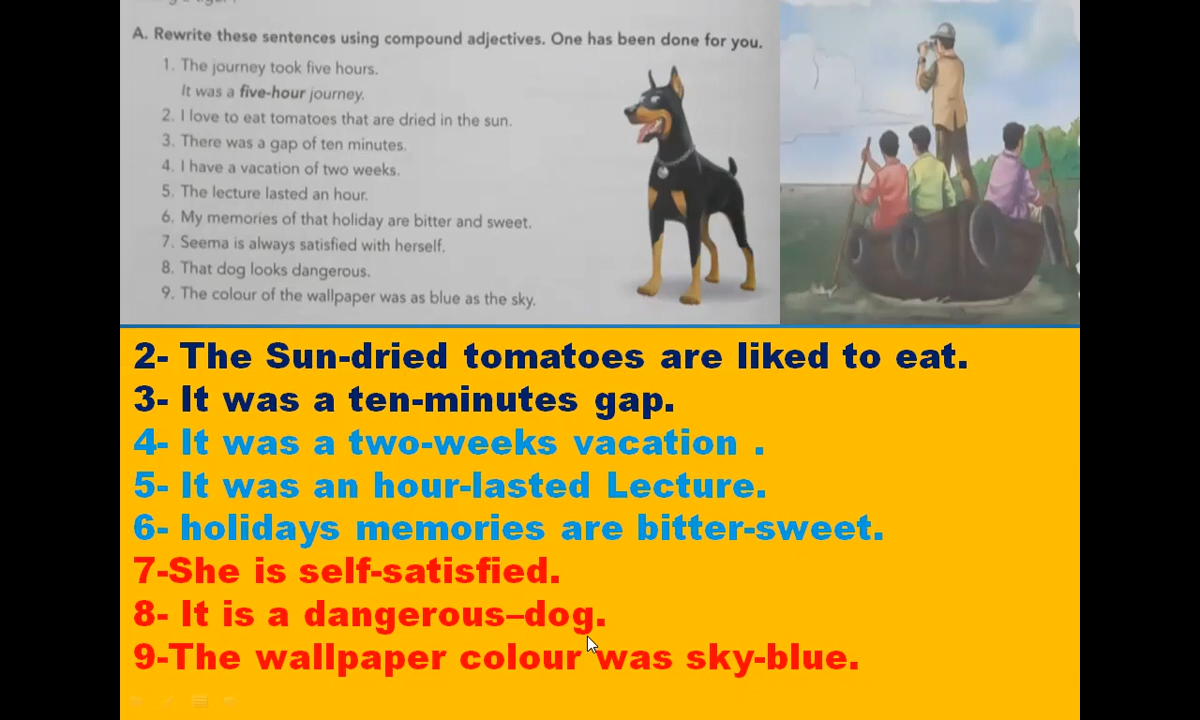 A. Rewrite these sentences using compound adjectives. One has been done for you.
1. The journey took five hours.
It was a five-hour journey.
2. I love to eat tomatoes that are dried in the sun.
3. There was a gap of ten minutes.
4. I have a vacation of two weeks.
5. The lecture lasted an hour.
6. My memories of that holiday are bitter and sweet.
7. Seema is always satisfied with herself.
8. That dog looks dangerous.
9. The colour of the wallpaper was as blue as the sky.
2- The Sun-dried tomatoes are liked to eat.
3- It was a ten-minutes gap.
4- It was a two-weeks vacation .
5- It was an hour-lasted Lecture.
6- holidays memories are bitter-sweet.
7-She is self-satisfied.
8- It is a dangerous–dog.
9-The wallpaper colour was sky-blue.